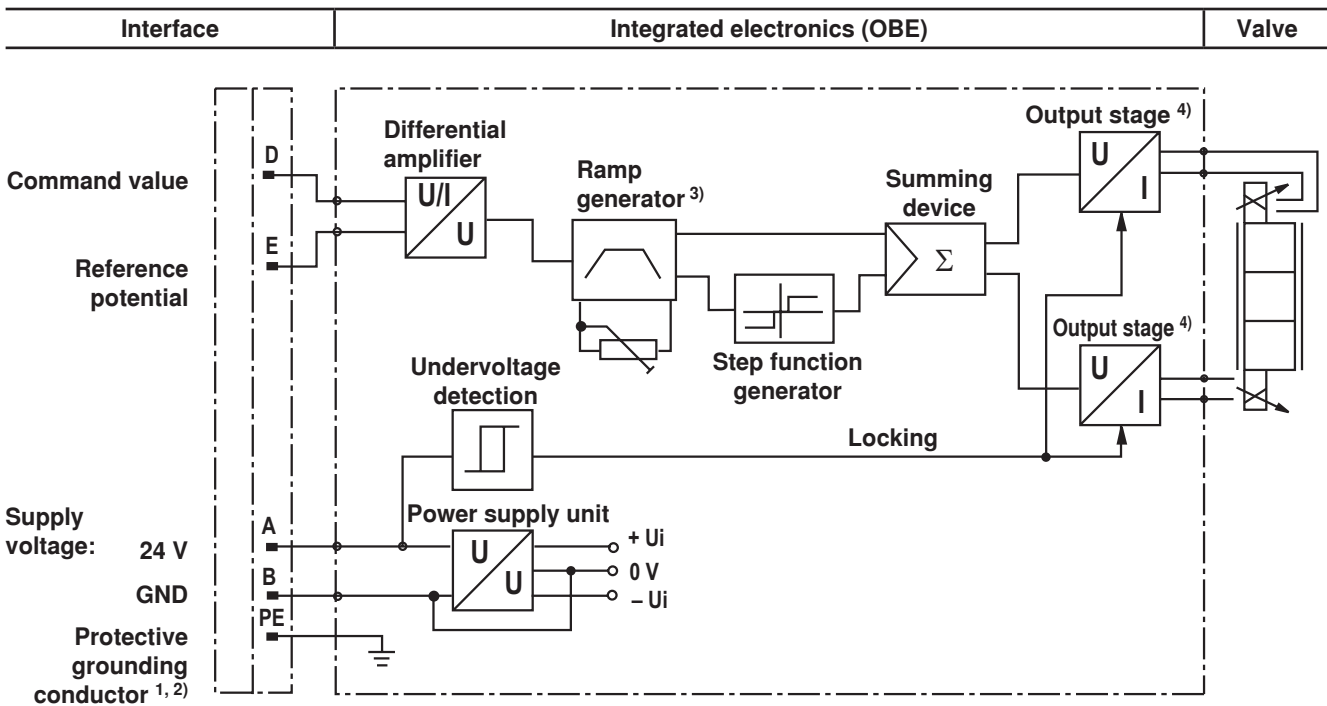 Interface
Integrated electronics (OBE)
Valve
Command value
Reference
potential
Supply
voltage:
24 V
GND
Protective
grounding
conductor 1, 2)
D
E
A
B
PE
Differential
amplifier
U/I
U
Ramp
generator 3)
Step function
generator
Summing
device
Σ
Output stage 4)
U
I
Output stage 4)
U
I
Undervoltage
detection
Locking
Power supply unit
U
U
+ Ui
0 V
– Ui